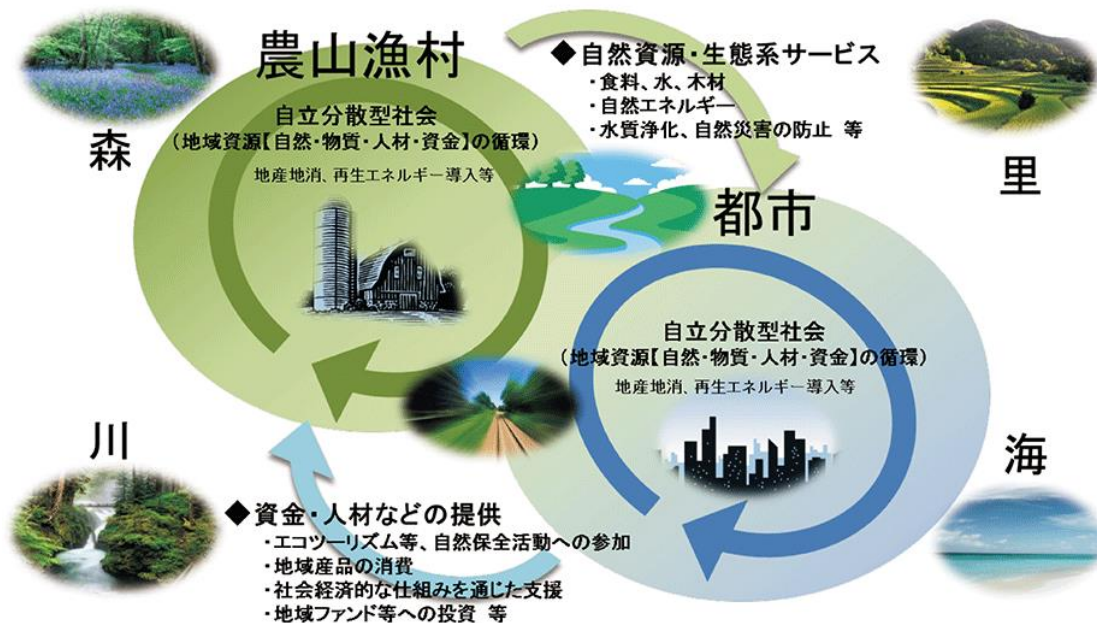 農山漁村
自立分散型社会
(地域資源【自然・物質・人材・資金】の循環)
地産地消、再生エネルギー導入等
◆自然資源・生態系サービス
・食料、水、木材
・自然エネルギー
・水質浄化、自然災害の防止 等
森
里
都市
自立分散型社会
(地域資源【自然・物質・人材・資金】の循環)
地産地消、再生エネルギー導入等
川
海
◆資金・人材などの提供
・エコツーリズム等、自然保全活動への参加
・地域産品の消費
・社会経済的な仕組みを通じた支援
・地域ファンド等への投資 等